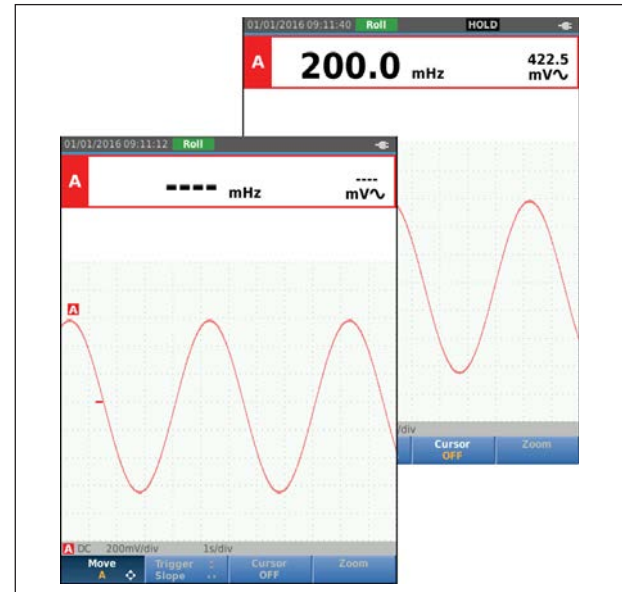 01/01/2016 09:11:40 Roll HOLD
A 200.0 mHz 422.5 mV∿
/div
Cursor OFF Zoom
01/01/2016 09:11:12 Roll
A ---- mHz ---- mV∿
A
A DC 200mV/div 1s/div
Move A Trigger Slope Cursor OFF Zoom